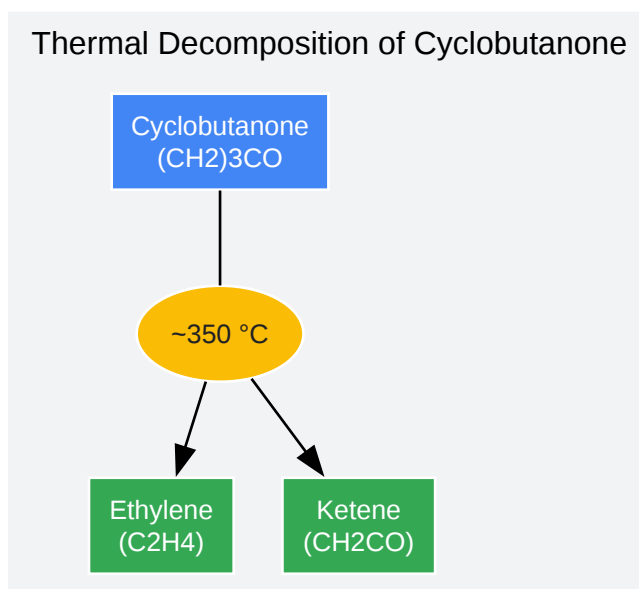 Thermal Decomposition of Cyclobutanone
Cyclobutanone
(CH2)3CO
~350 °C
Ethylene
(C2H4)
Ketene
(CH2CO)